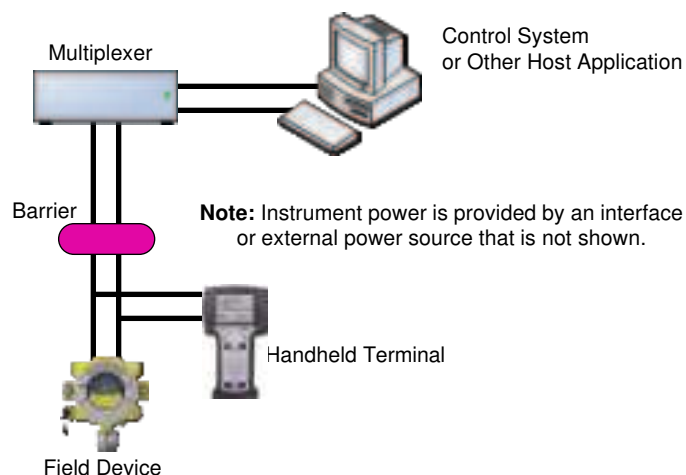 Multiplexer
Control System
or Other Host Application
Barrier
Note: Instrument power is provided by an interface
or external power source that is not shown.
Handheld Terminal
Field Device